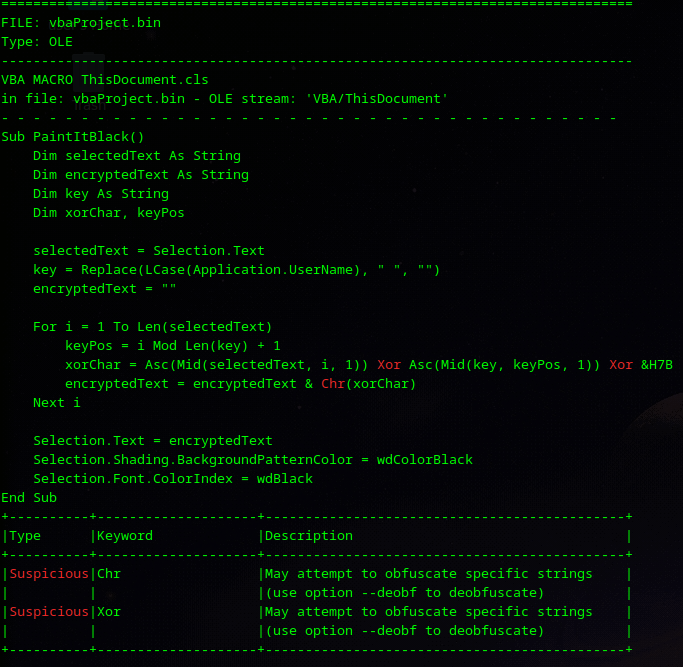 ===============================================================================
FILE: vbaProject.bin
Type: OLE
-------------------------------------------------------------------------------
VBA MACRO ThisDocument.cls
in file: vbaProject.bin - OLE stream: 'VBA/ThisDocument'
- - - - - - - - - - - - - - - - - - - - - - - - - - - - - - - - - - - - - - -
Sub PaintItBlack()
    Dim selectedText As String
    Dim encryptedText As String
    Dim key As String
    Dim xorChar, keyPos

    selectedText = Selection.Text
    key = Replace(LCase(Application.UserName), " ", "")
    encryptedText = ""

    For i = 1 To Len(selectedText)
        keyPos = i Mod Len(key) + 1
        xorChar = Asc(Mid(selectedText, i, 1)) Xor Asc(Mid(key, keyPos, 1)) Xor &H7B
        encryptedText = encryptedText & Chr(xorChar)
    Next i

    Selection.Text = encryptedText
    Selection.Shading.BackgroundPatternColor = wdColorBlack
    Selection.Font.ColorIndex = wdBlack
End Sub
+----------+--------------------+---------------------------------------------+
|Type      |Keyword             |Description                                  |
+----------+--------------------+---------------------------------------------+
|Suspicious|Chr                 |May attempt to obfuscate specific strings    |
|          |                    |(use option --deobf to deobfuscate)          |
|Suspicious|Xor                 |May attempt to obfuscate specific strings    |
|          |                    |(use option --deobf to deobfuscate)          |
+----------+--------------------+---------------------------------------------+